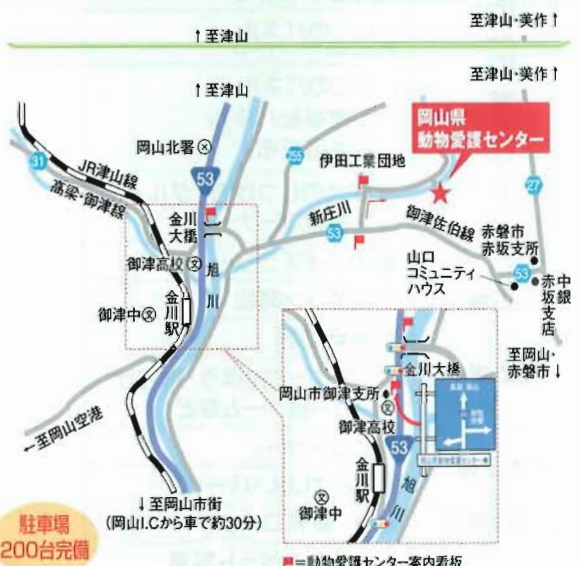 ↑至津山
至津山・美作↑
↑至津山
至津山・美作↑
岡山県
動物愛護センター
岡山北署
255
伊田工業団地
31
JR津山線
高梁・御津線
53
27
金川
大橋
新庄川
53
御津佐伯線
赤磐市
赤坂支所
御津高校
文
旭川
山口
コミュニティ
ハウス
53
中銀
赤坂支店
御津中
文
金川駅
至岡山・
赤磐市↓
金川大橋
岡山市御津支所
文
御津高校
←至岡山空港
53
金川駅
旭川
文
御津中
↓至岡山市街
(岡山I.Cから車で約30分)
駐車場
200台完備
=動物愛護センター案内看板